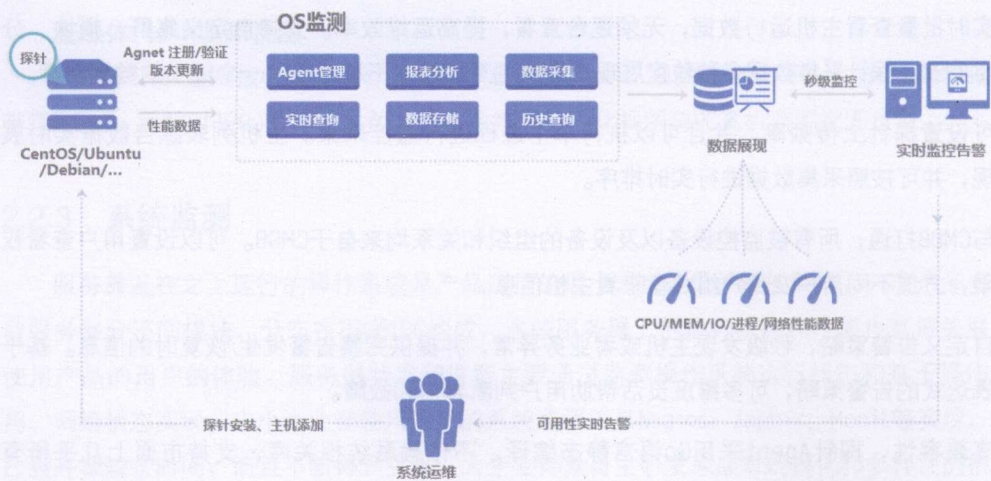 OS监测
探针
Agnet 注册/验证
版本更新
性能数据
CentOS/Ubuntu
/Debian/...
Agent管理
报表分析
数据采集
实时查询
数据存储
历史查询
数据展现
秒级监控
实时监控告警
CPU/MEM/IO/进程/网络性能数据
探针安装、主机添加
可用性实时告警
系统运维